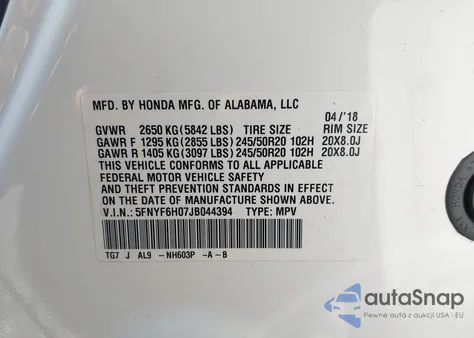 MFD. BY HONDA MFG. OF ALABAMA, LLC 04/'18
GVWR 2650 KG (5842 LBS) TIRE SIZE RIM SIZE
GAWR F 1295 KG (2855 LBS) 245/50R20 102H 20X8.0J
GAWR R 1405 KG (3097 LBS) 245/50R20 102H 20X8.0J
THIS VEHICLE CONFORMS TO ALL APPLICABLE
FEDERAL MOTOR VEHICLE SAFETY
AND THEFT PREVENTION STANDARDS IN EFFECT
ON THE DATE OF MANUFACTURE SHOWN ABOVE.
V.I.N.: 5FNYF6H07JB044394 TYPE: MPV
TG7 J AL9 -NH603P -A-B
autoSnap
Pewne auta z aukcji USA i EU